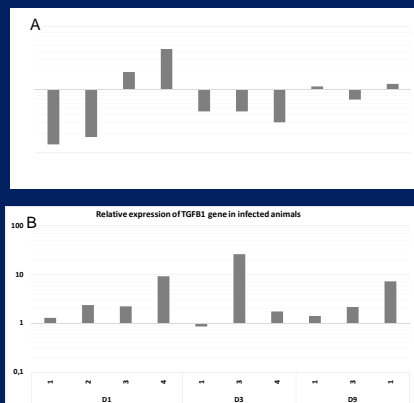 A
B
Relative expression of TGFB1 gene in infected animals
100
10
1
0,1
1 2 3 4 1 3 4 1 3 1
D1 D3 D9